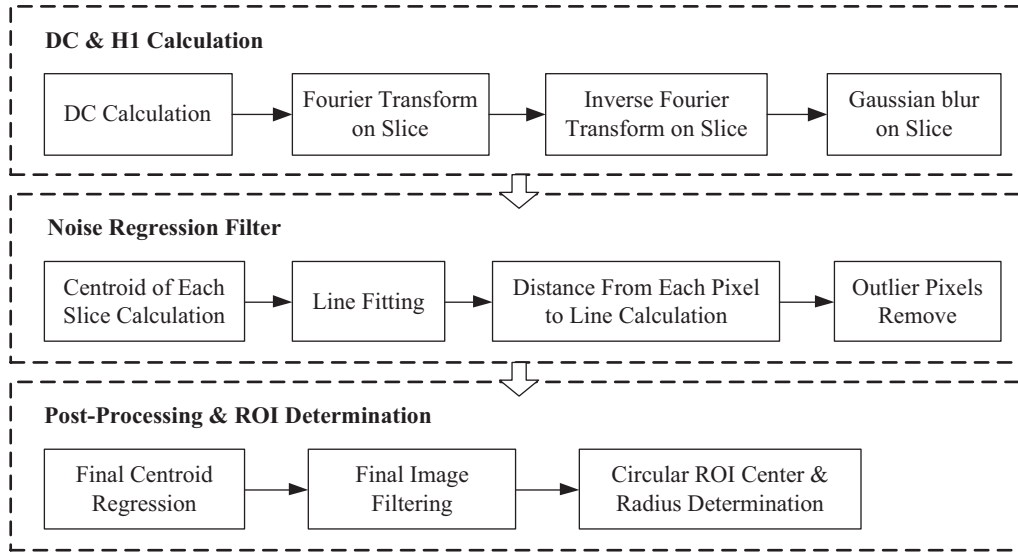 DC & H1 Calculation
DC Calculation
Fourier Transform
on Slice
Inverse Fourier
Transform on Slice
Gaussian blur
on Slice
Noise Regression Filter
Centroid of Each
Slice Calculation
Line Fitting
Distance From Each Pixel
to Line Calculation
Outlier Pixels
Remove
Post-Processing & ROI Determination
Final Centroid
Regression
Final Image
Filtering
Circular ROI Center &
Radius Determination